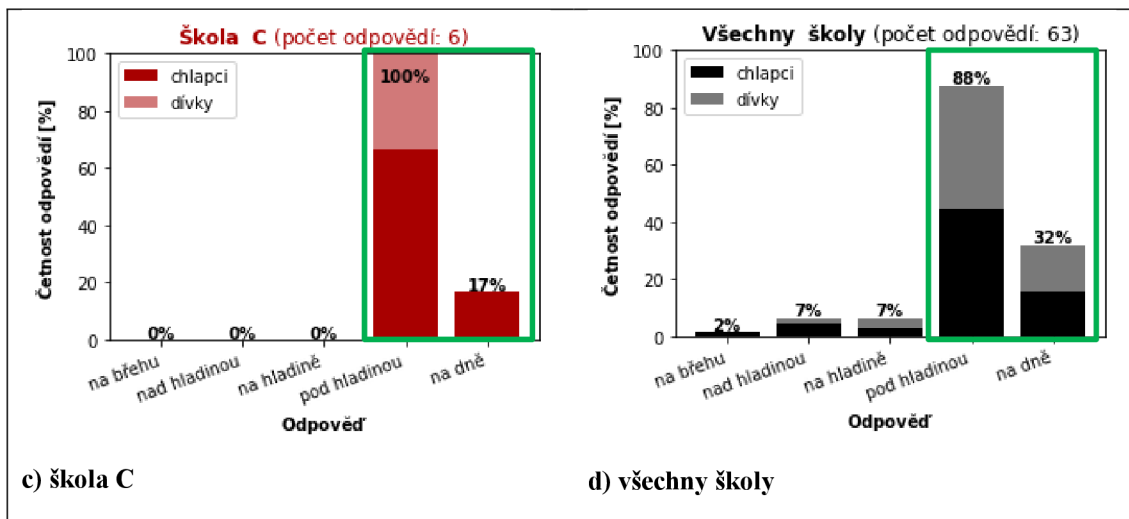 Škola C (počet odpovědí: 6)
chlapci
dívky
Četnost odpovědí [%]
100
80
60
40
20
0
0%
0%
0%
100%
17%
na břehu
nad hladinou
na hladině
pod hladinou
na dně
Odpověď
c) škola C
Všechny školy (počet odpovědí: 63)
chlapci
dívky
Četnost odpovědí [%]
100
80
60
40
20
0
2%
7%
7%
88%
32%
na břehu
nad hladinou
na hladině
pod hladinou
na dně
Odpověď
d) všechny školy